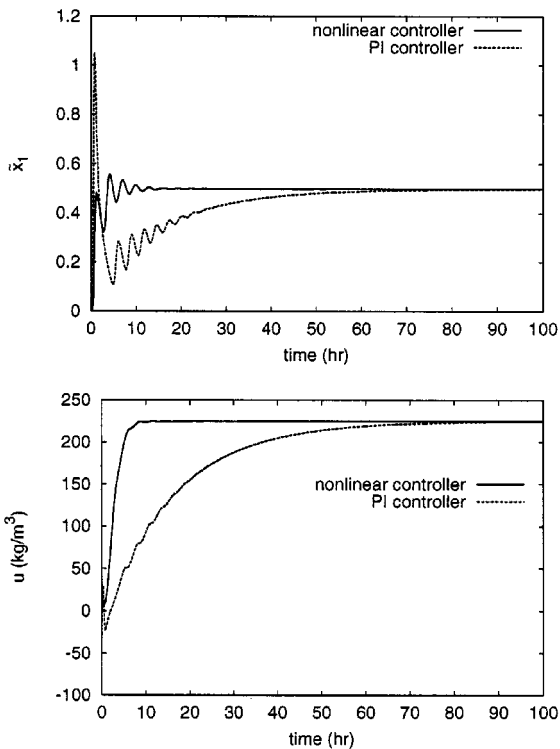 1.2
1
0.8
0.6
0.4
0.2
0
x̃₁
nonlinear controller
PI controller
0 10 20 30 40 50 60 70 80 90 100
time (hr)
250
200
150
100
50
0
-50
-100
u (kg/m³)
nonlinear controller
PI controller
0 10 20 30 40 50 60 70 80 90 100
time (hr)